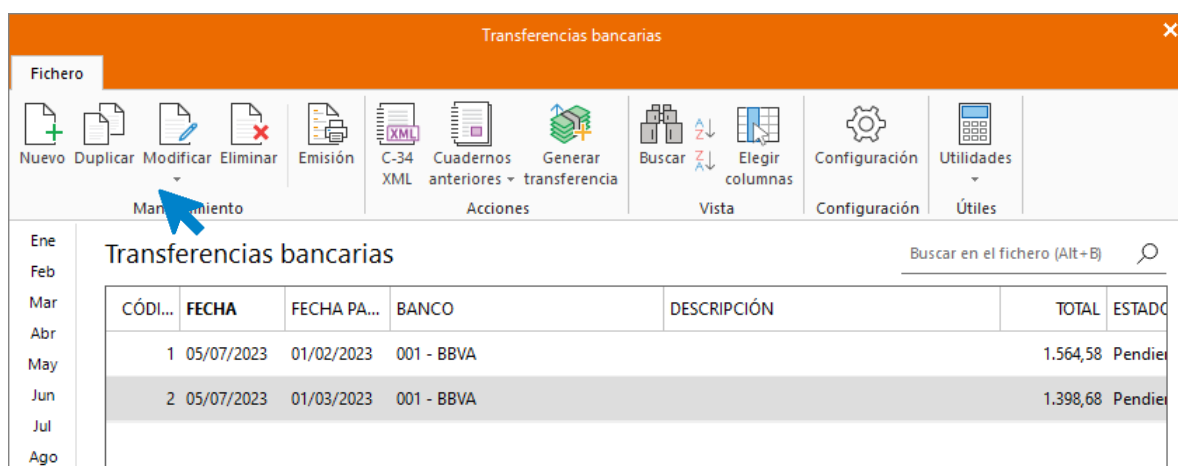 Transferencias bancarias
Fichero
Nuevo Duplicar Modificar Eliminar Emisión C-34 XML Cuadernos anteriores Generar transferencia Buscar Elegir columnas Configuración Utilidades
Acciones Vista Configuración Útiles
Ene
Feb
Mar
Abr
May
Jun
Jul
Ago
Transferencias bancarias
Buscar en el fichero (Alt+B)
CÓDI... FECHA FECHA PA... BANCO DESCRIPCIÓN TOTAL ESTADO
1 05/07/2023 01/02/2023 001 - BBVA 1.564,58 Pendie
2 05/07/2023 01/03/2023 001 - BBVA 1.398,68 Pendie